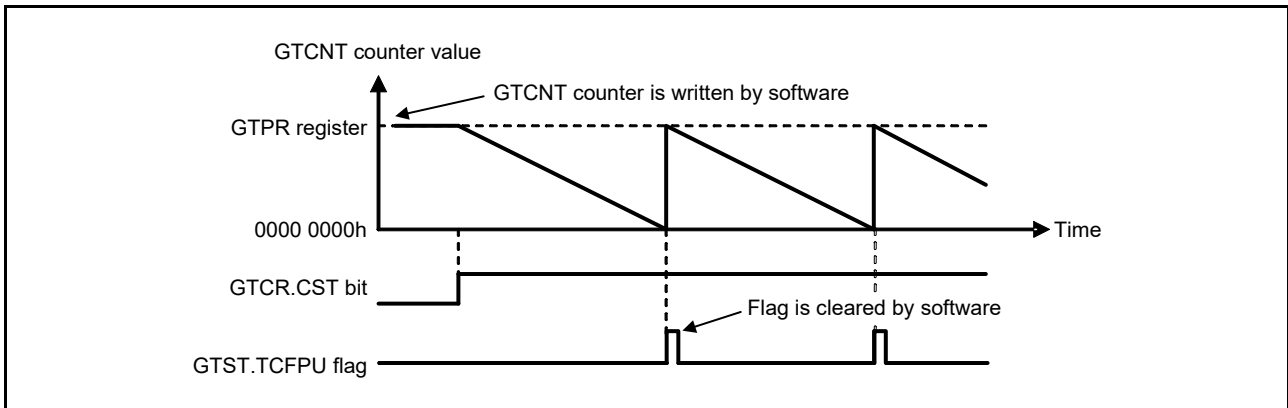 GTCNT counter value
GTCNT counter is written by software
GTPR register
0000 0000h
Time
GTCR.CST bit
Flag is cleared by software
GTST.TCFPU flag